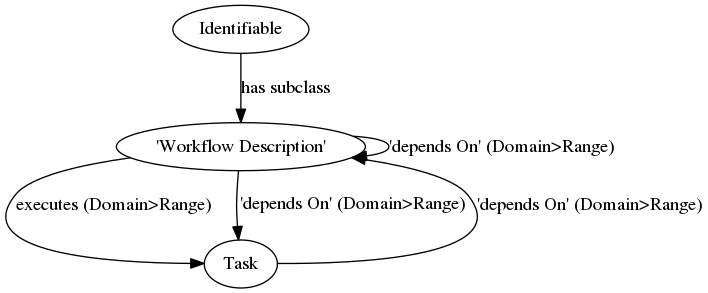 Identifiable
has subclass
'Workflow Description'
'depends On' (Domain>Range)
executes (Domain>Range)
'depends On' (Domain>Range)
'depends On' (Domain>Range)
Task